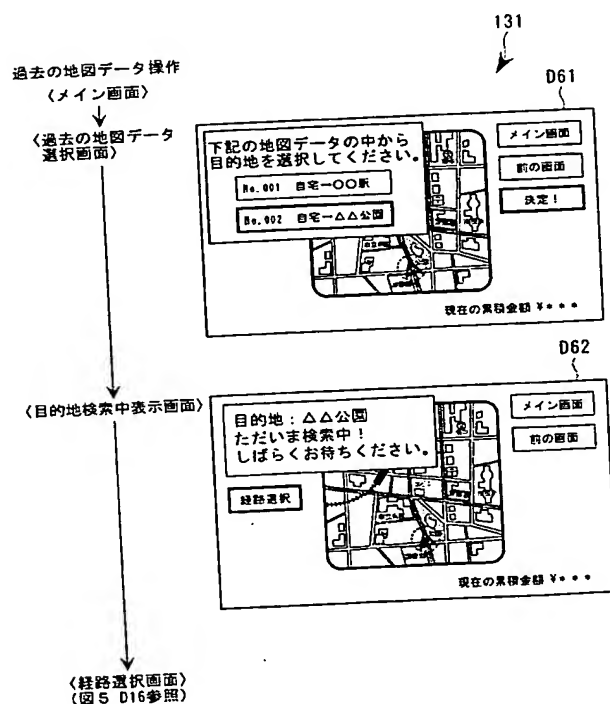 131
過去の地図データ操作
〈メイン画面〉
〈過去の地図データ
選択画面〉
D61
下記の地図データの中から
目的地を選択してください。
No.001 自宅ー〇〇駅
No.002 自宅ー△△公園
メイン画面
前の画面
決定!
現在の累積金額 ¥***
〈目的地検索中表示画面〉
D62
目的地:△△公園
ただいま検索中!
しばらくお待ちください。
経路選択
メイン画面
前の画面
現在の累積金額 ¥***
〈経路選択画面〉
(図5 D16参照)